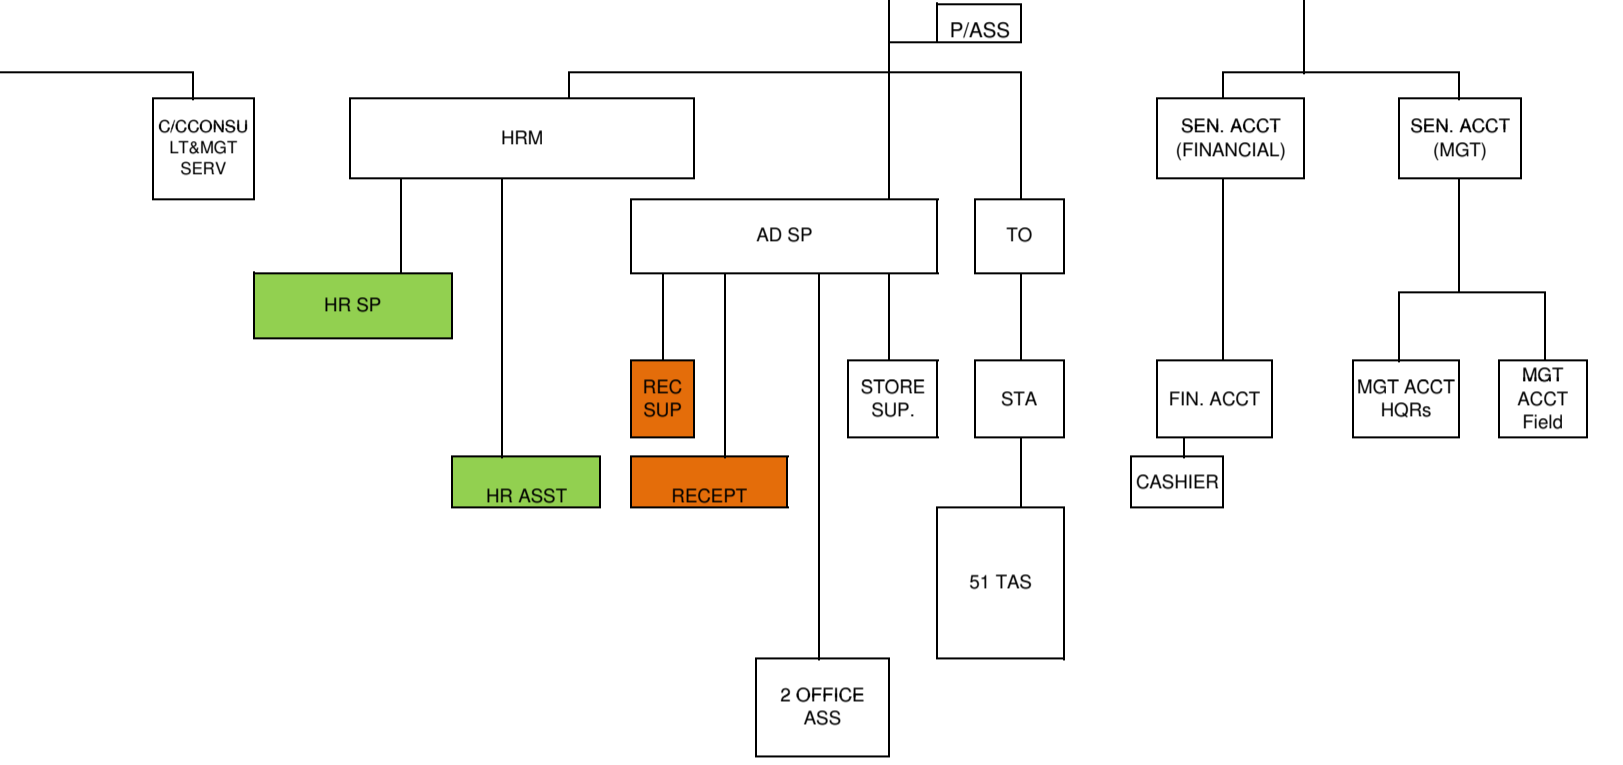 P/ASS
C/CCONSU
LT&MGT
SERV
HRM
SEN. ACCT
(FINANCIAL)
SEN. ACCT
(MGT)
AD SP
TO
HR SP
REC
SUP
STORE
SUP.
STA
FIN. ACCT
MGT ACCT
HQRs
MGT
ACCT
Field
HR ASST
RECEPT
CASHIER
51 TAS
2 OFFICE
ASS